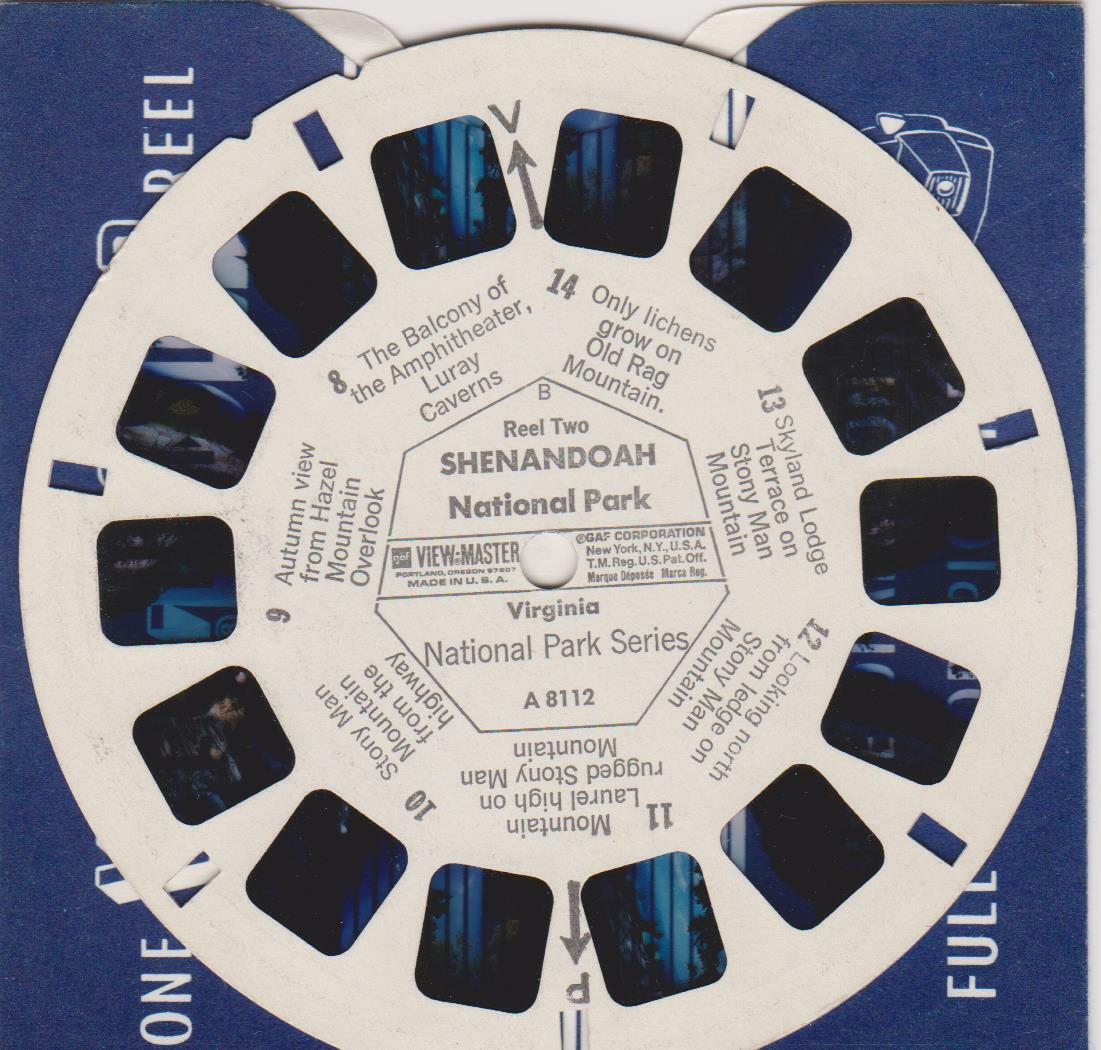 REEL
ONE
FULL
V
P
B
Reel Two
SHENANDOAH
National Park
gaf VIEW-MASTER
PORTLAND, OREGON 97207
MADE IN U.S.A.
®GAF CORPORATION
New York, N.Y., U.S.A.
T.M. Reg. U.S. Pat. Off.
Marque Déposée Marca Reg.
Virginia
National Park Series
A 8112
8 The Balcony of
the Amphitheater,
Luray
Caverns
9 Autumn view
from Hazel
Mountain
Overlook
10 Stony Man
Mountain
from the
highway
11 Mountain
Laurel high on
rugged Stony Man
Mountain
12 Looking north
from ledge on
Stony Man
Mountain
13 Skyland Lodge
Terrace on
Stony Man
Mountain
14 Only lichens
grow on
Old Rag
Mountain.